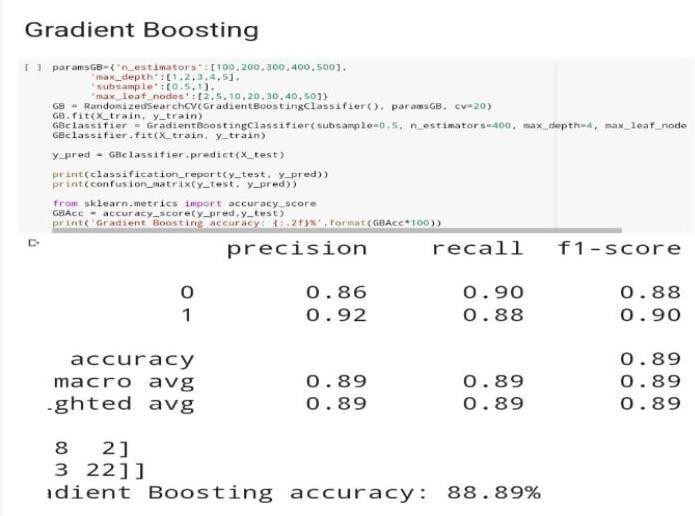 Gradient Boosting
[ ] paramsGB={'n_estimators':[100,200,300,400,500],
'max_depth':[1,2,3,4,5],
'subsample':[0.5,1],
'max_leaf_nodes':[2,5,10,20,30,40,50]}
GB = RandomizedSearchCV(GradientBoostingClassifier(), paramsGB, cv=20)
GB.fit(X_train, y_train)
GBclassifier = GradientBoostingClassifier(subsample=0.5, n_estimators=400, max_depth=4, max_leaf_node
GBclassifier.fit(X_train, y_train)
y_pred = GBclassifier.predict(X_test)
print(classification_report(y_test, y_pred))
print(confusion_matrix(y_test, y_pred))
from sklearn.metrics import accuracy_score
GBAcc = accuracy_score(y_pred,y_test)
print('Gradient Boosting accuracy: {:.2f}%'.format(GBAcc*100))
precision recall f1-score
0 0.86 0.90 0.88
1 0.92 0.88 0.90
accuracy 0.89
macro avg 0.89 0.89 0.89
ghted avg 0.89 0.89 0.89
8 2]
3 22]]
dient Boosting accuracy: 88.89%